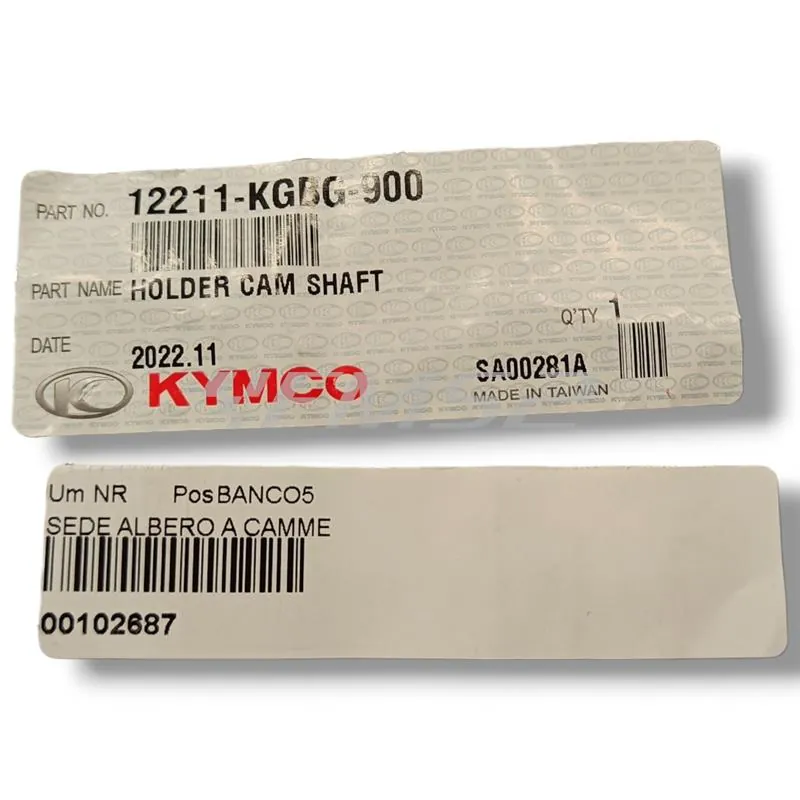 PART NO. 12211-KGBG-900
PART NAME HOLDER CAM SHAFT
Q'TY 1
DATE 2022.11
KYMCO
SA00281A
MADE IN TAIWAN
Um NR PosBANCO5
SEDE ALBERO A CAMME
00102687